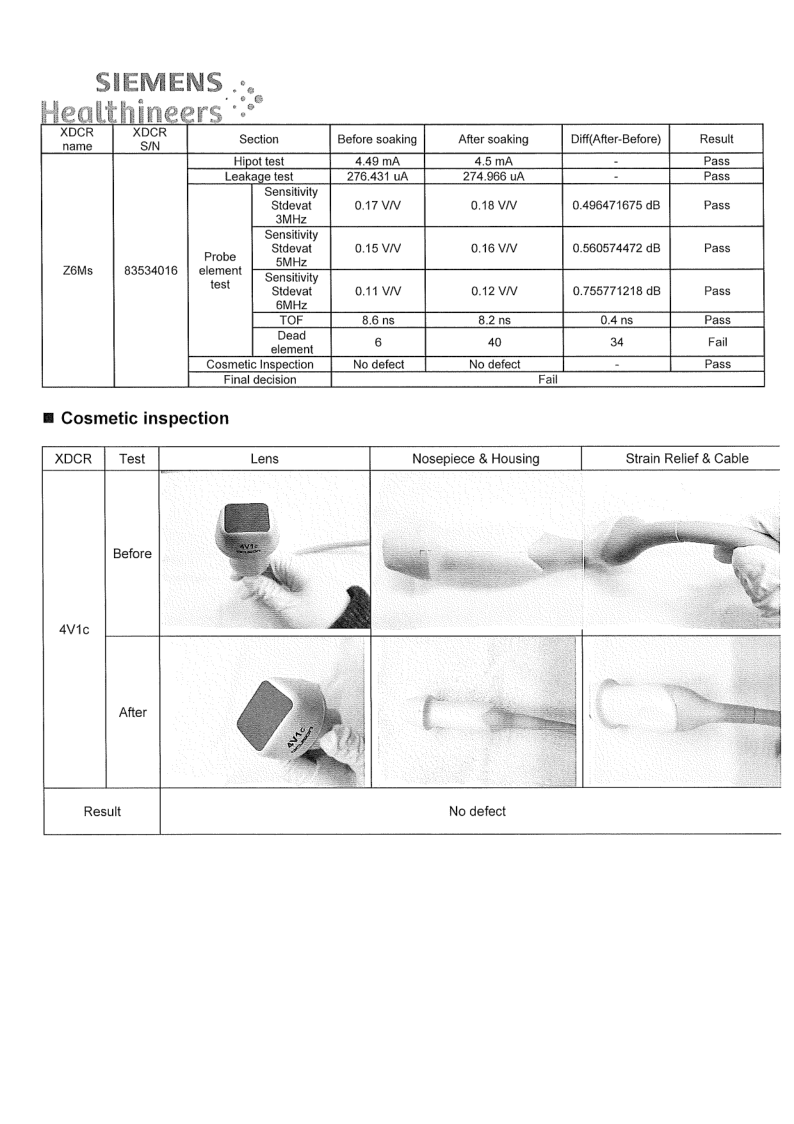 SIEMENS
Healthineers
XDCR name XDCR S/N Section Before soaking After soaking Diff(After-Before) Result
Z6Ms 83534016 Hipot test 4.49 mA 4.5 mA - Pass
Leakage test 276.431 uA 274.966 uA - Pass
Probe element test Sensitivity Stdevat 3MHz 0.17 V/V 0.18 V/V 0.496471675 dB Pass
Sensitivity Stdevat 5MHz 0.15 V/V 0.16 V/V 0.560574472 dB Pass
Sensitivity Stdevat 6MHz 0.11 V/V 0.12 V/V 0.755771218 dB Pass
TOF 8.6 ns 8.2 ns 0.4 ns Pass
Dead element 6 40 34 Fail
Cosmetic Inspection No defect No defect - Pass
Final decision Fail
■ Cosmetic inspection
XDCR Test Lens Nosepiece & Housing Strain Relief & Cable
4V1c Before
4V1c
After
4V1c
Result No defect